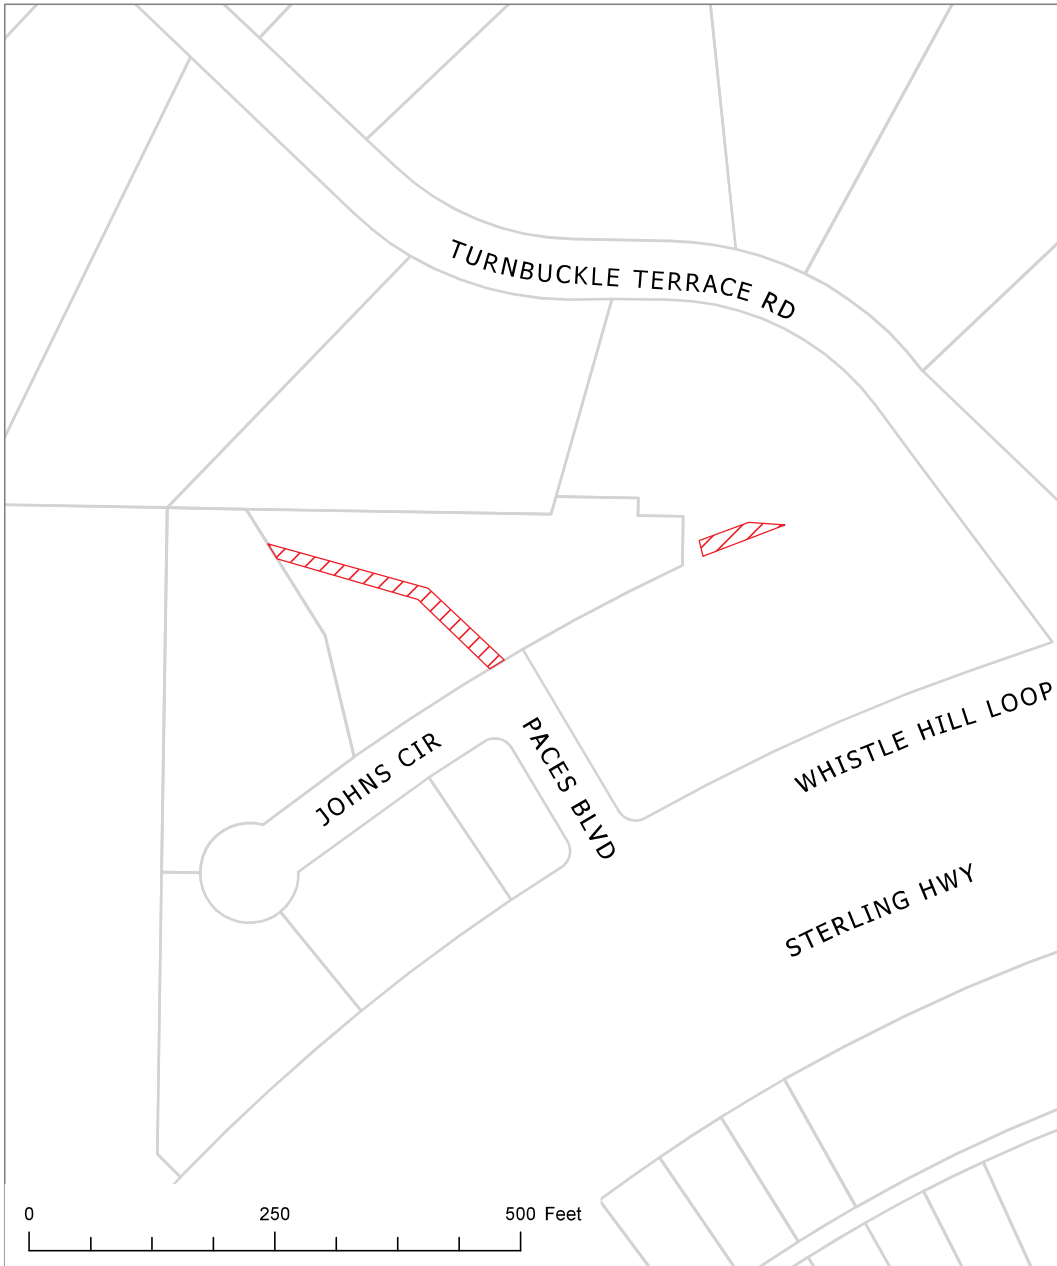 TURNBUCKLE TERRACE RD
WHISTLE HILL LOOP
PACES BLVD
JOHNS CIR
STERLING HWY
0 250 500 Feet